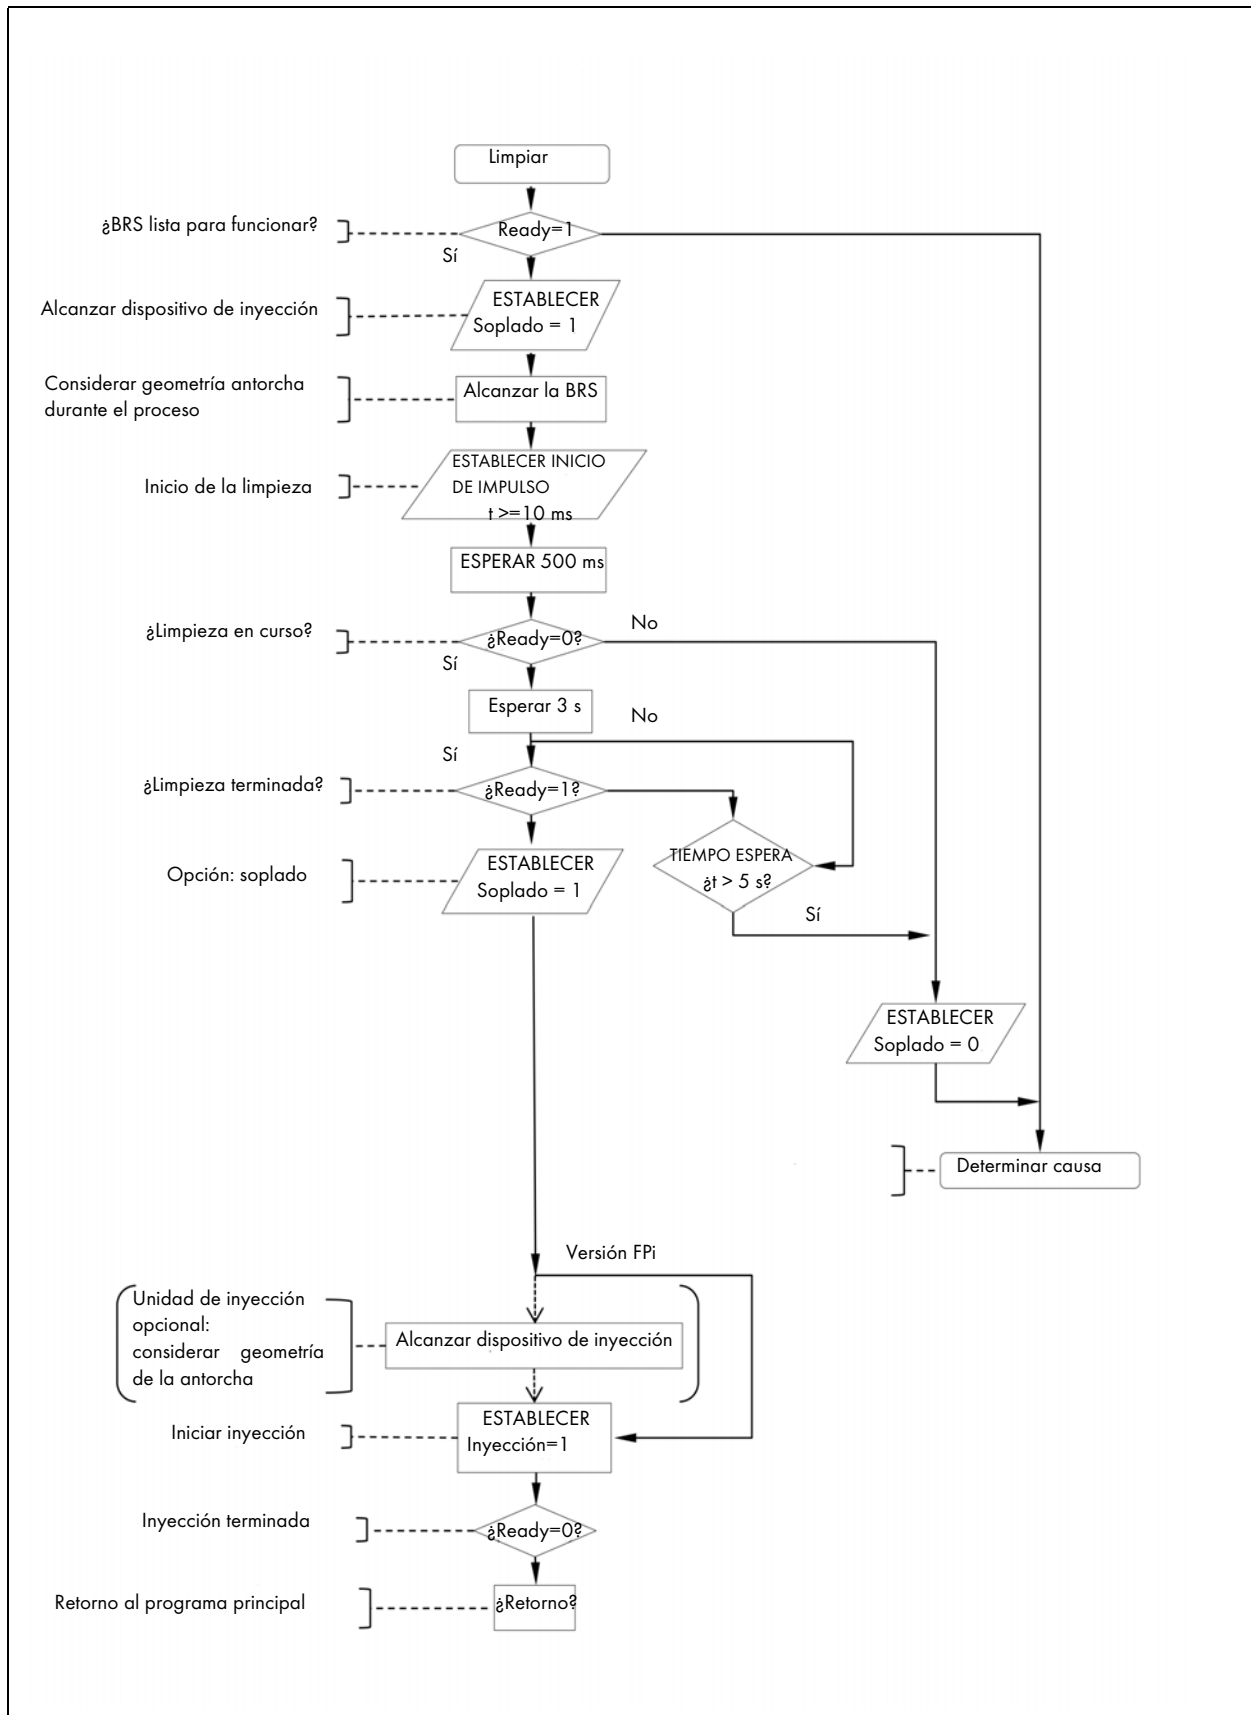 Limpiar
¿BRS lista para funcionar?
Ready=1
Sí
Alcanzar dispositivo de inyección
ESTABLECER
Soplado = 1
Considerar geometría antorcha
durante el proceso
Alcanzar la BRS
ESTABLECER INICIO
DE IMPULSO
t >=10 ms
Inicio de la limpieza
ESPERAR 500 ms
¿Limpieza en curso?
¿Ready=0?
No
Sí
Esperar 3 s
No
Sí
¿Limpieza terminada?
¿Ready=1?
TIEMPO ESPERA
¿t > 5 s?
Sí
Opción: soplado
ESTABLECER
Soplado = 1
ESTABLECER
Soplado = 0
Determinar causa
Versión FPi
Unidad de inyección
opcional:
considerar geometría
de la antorcha
Alcanzar dispositivo de inyección
Iniciar inyección
ESTABLECER
Inyección=1
Inyección terminada
¿Ready=0?
Retorno al programa principal
¿Retorno?